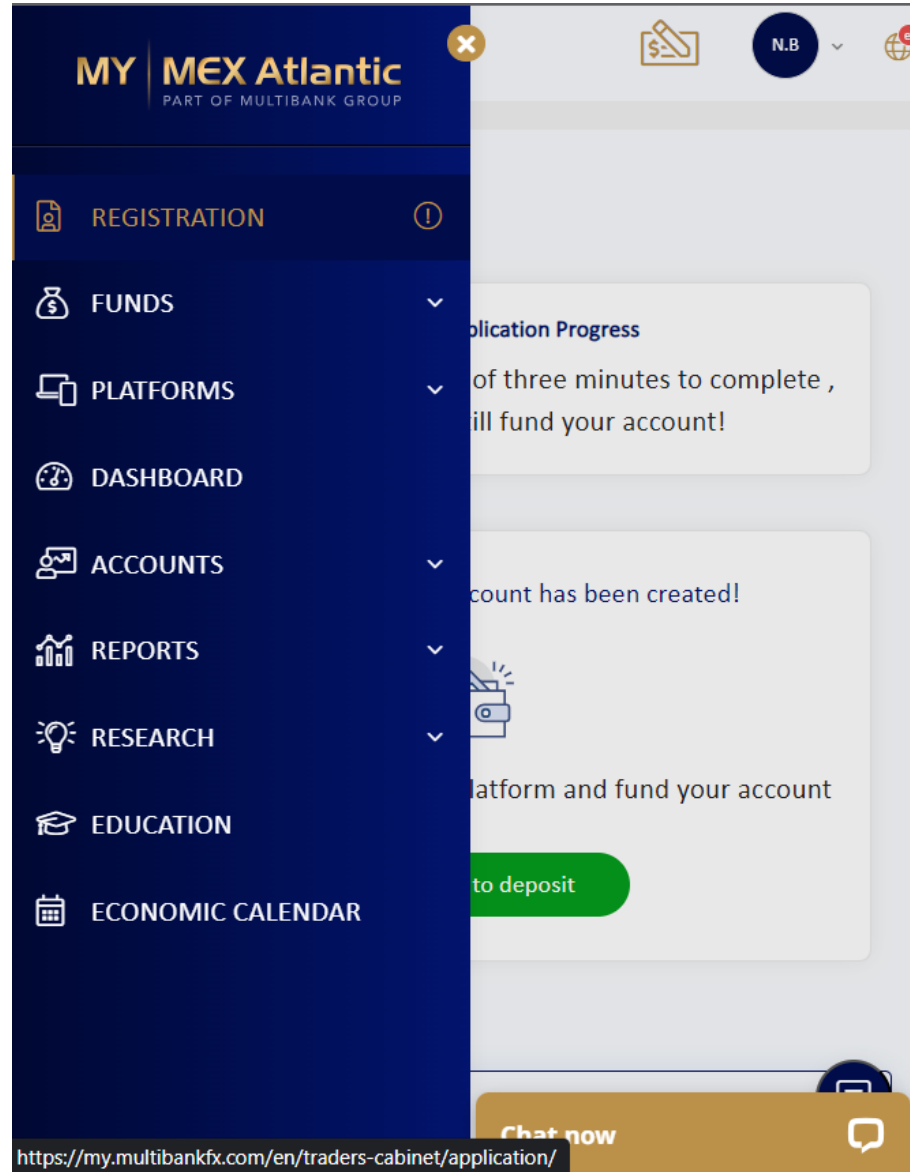 MY MEX Atlantic
PART OF MULTIBANK GROUP
$
N.B
REGISTRATION
FUNDS
PLATFORMS
DASHBOARD
ACCOUNTS
REPORTS
RESEARCH
EDUCATION
ECONOMIC CALENDAR
plication Progress
of three minutes to complete ,
ill fund your account!
count has been created!
latform and fund your account
to deposit
Chat now
https://my.multibankfx.com/en/traders-cabinet/application/